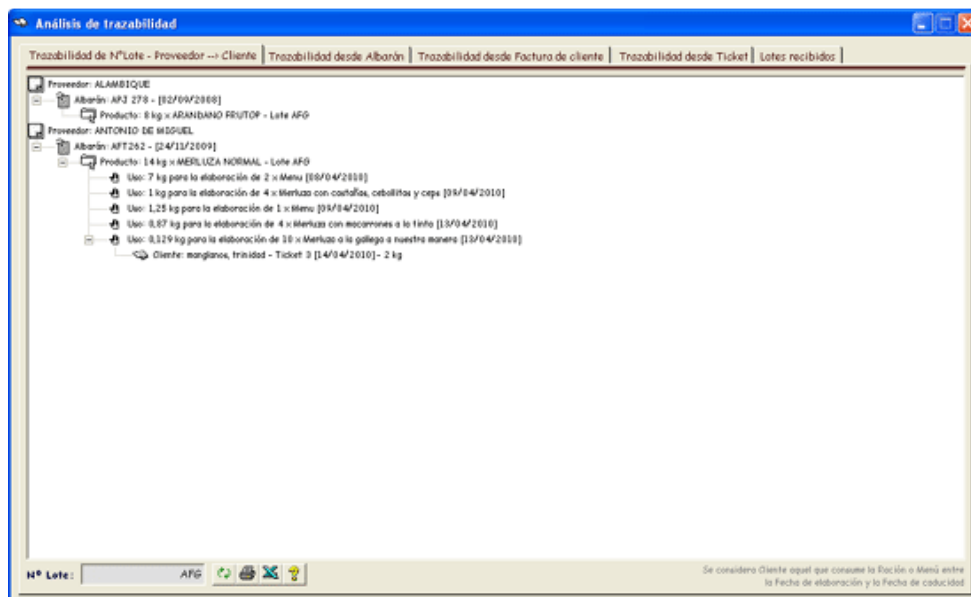 Análisis de trazabilidad
Trazabilidad de NºLote - Proveedor --> Cliente
Trazabilidad desde Albarán
Trazabilidad desde Factura de cliente
Trazabilidad desde Ticket
Lotes recibidos
Proveedor: ALAMBIQUE
Albarán: APJ 278 - [02/09/2008]
Producto: 8 kg x ARANDANO FRUTOP - Lote AFG
Proveedor: ANTONIO DE MIGUEL
Albarán: AFT262 - [24/11/2009]
Producto: 14 kg x MERLUZA NORMAL - Lote AFG
Uso: 7 kg para la elaboración de 2 x Menu [08/04/2010]
Uso: 1 kg para la elaboración de 4 x Merluza con castañas, cebollitas y ceps [09/04/2010]
Uso: 1,25 kg para la elaboración de 1 x Menu [09/04/2010]
Uso: 0,87 kg para la elaboración de 4 x Merluza con macarrones a la tinta [13/04/2010]
Uso: 0,129 kg para la elaboración de 10 x Merluza a la gallega a nuestra manera [13/04/2010]
Cliente: manglanos, trinidad - Ticket 3 [14/04/2010] - 2 kg
Nº Lote: AFG
Se considera Cliente aquel que consume la Ración o Menú entre
la Fecha de elaboración y la Fecha de caducidad